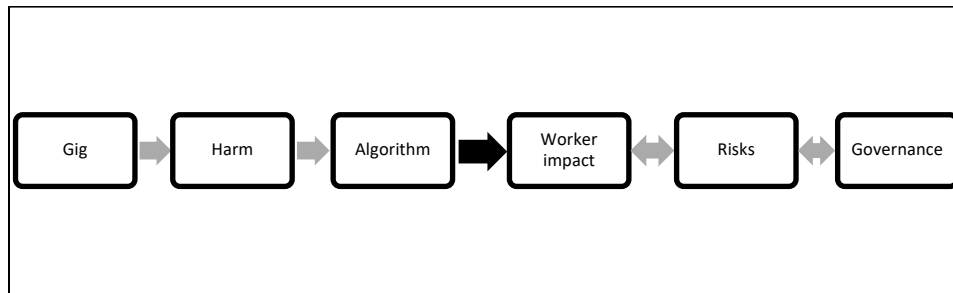 Gig
Harm
Algorithm
Worker
impact
Risks
Governance